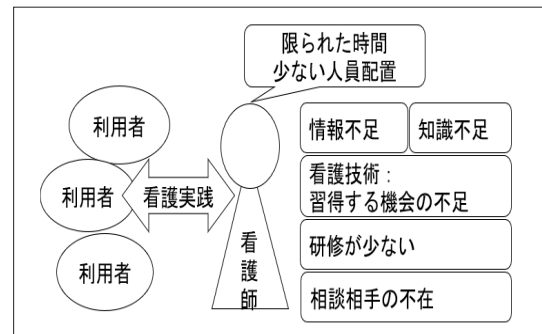 限られた時間
少ない人員配置
利用者
利用者
利用者
看護実践
看護師
情報不足
知識不足
看護技術：
習得する機会の不足
研修が少ない
相談相手の不在